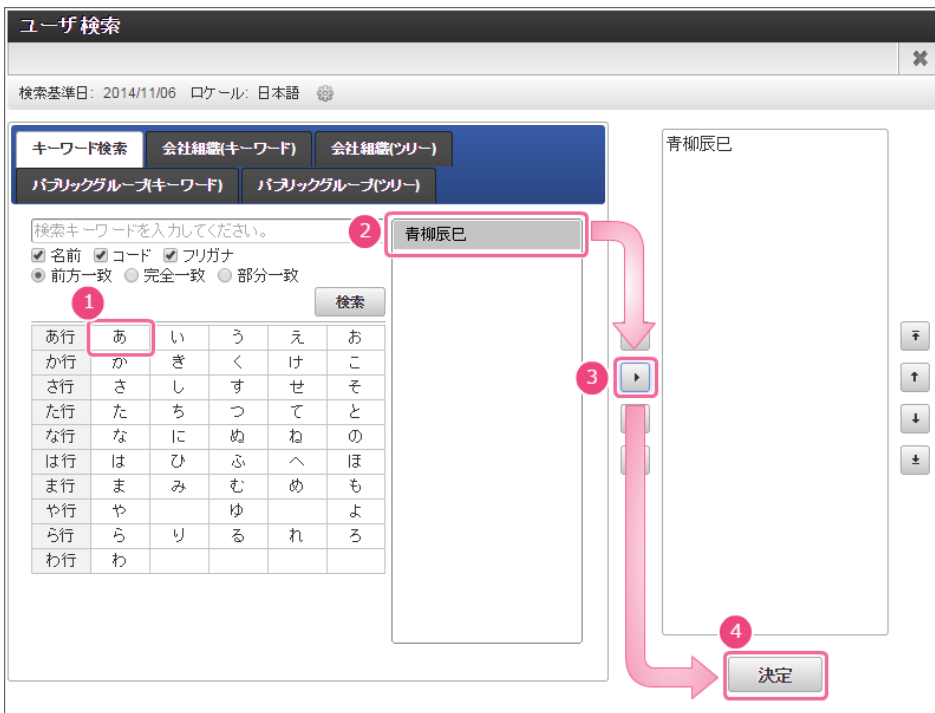 ユーザ検索
検索基準日: 2014/11/06 ロケール: 日本語
キーワード検索 会社組織(キーワード) 会社組織(ツリー)
パブリックグループ(キーワード) パブリックグループ(ツリー)
検索キーワードを入力してください。
名前 コード フリガナ
前方一致 完全一致 部分一致
検索
1
あ行 あ い う え お
か行 か き く け こ
さ行 さ し す せ そ
た行 た ち つ て と
な行 な に ぬ ね の
は行 は ひ ふ へ ほ
ま行 ま み む め も
や行 や ゆ よ
ら行 ら り る れ ろ
わ行 わ
2
青柳辰巳
3
青柳辰巳
4
決定